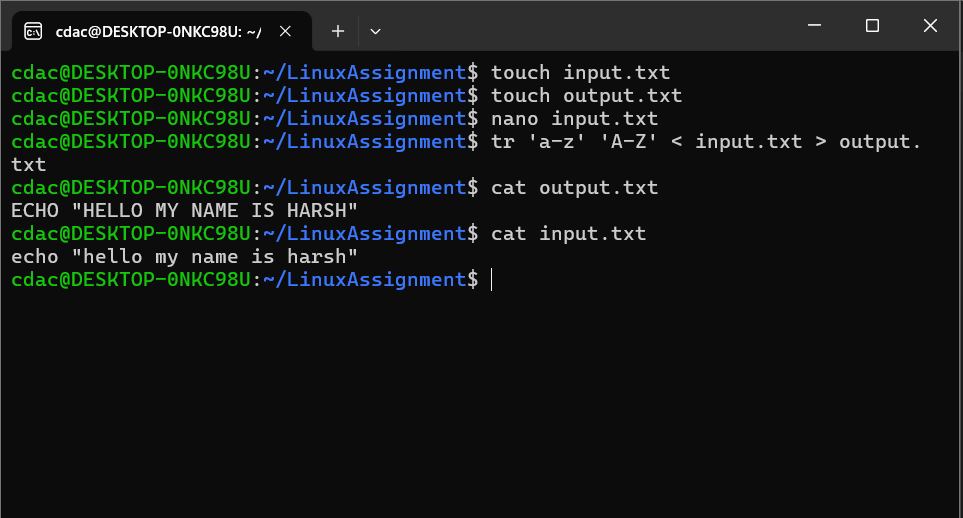 cdac@DESKTOP-0NKC98U: ~/
cdac@DESKTOP-0NKC98U:~/LinuxAssignment$ touch input.txt
cdac@DESKTOP-0NKC98U:~/LinuxAssignment$ touch output.txt
cdac@DESKTOP-0NKC98U:~/LinuxAssignment$ nano input.txt
cdac@DESKTOP-0NKC98U:~/LinuxAssignment$ tr 'a-z' 'A-Z' < input.txt > output.
txt
cdac@DESKTOP-0NKC98U:~/LinuxAssignment$ cat output.txt
ECHO "HELLO MY NAME IS HARSH"
cdac@DESKTOP-0NKC98U:~/LinuxAssignment$ cat input.txt
echo "hello my name is harsh"
cdac@DESKTOP-0NKC98U:~/LinuxAssignment$